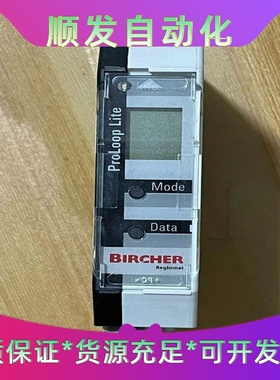 顺发自动化
ProLoop Lite
Mode
Data
BIRCHER
Reglomat
质保证*货源充足*可开发